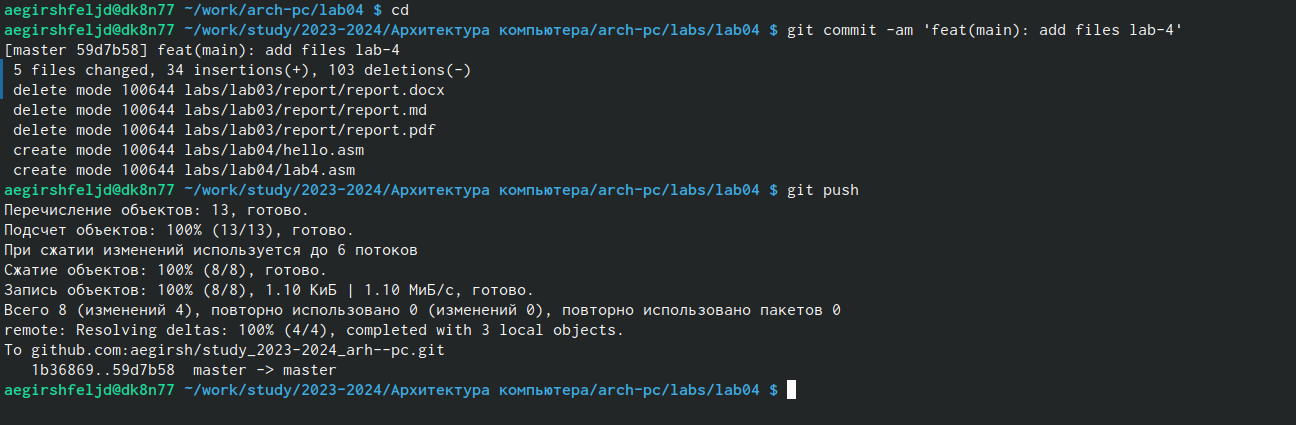 aegirshfeljd@dk8n77 ~/work/arch-pc/lab04 $ cd
aegirshfeljd@dk8n77 ~/work/study/2023-2024/Архитектура компьютера/arch-pc/labs/lab04 $ git commit -am 'feat(main): add files lab-4'
[master 59d7b58] feat(main): add files lab-4
 5 files changed, 34 insertions(+), 103 deletions(-)
 delete mode 100644 labs/lab03/report/report.docx
 delete mode 100644 labs/lab03/report/report.md
 delete mode 100644 labs/lab03/report/report.pdf
 create mode 100644 labs/lab04/hello.asm
 create mode 100644 labs/lab04/lab4.asm
aegirshfeljd@dk8n77 ~/work/study/2023-2024/Архитектура компьютера/arch-pc/labs/lab04 $ git push
Перечисление объектов: 13, готово.
Подсчет объектов: 100% (13/13), готово.
При сжатии изменений используется до 6 потоков
Сжатие объектов: 100% (8/8), готово.
Запись объектов: 100% (8/8), 1.10 КиБ | 1.10 МиБ/с, готово.
Всего 8 (изменений 4), повторно использовано 0 (изменений 0), повторно использовано пакетов 0
remote: Resolving deltas: 100% (4/4), completed with 3 local objects.
To github.com:aegirsh/study_2023-2024_arh--pc.git
   1b36869..59d7b58  master -> master
aegirshfeljd@dk8n77 ~/work/study/2023-2024/Архитектура компьютера/arch-pc/labs/lab04 $